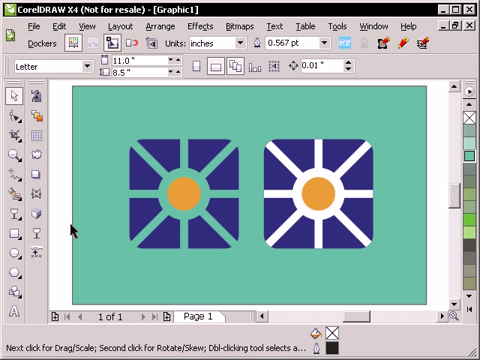 CorelDRAW X4 (Not for resale) - [Graphic1]
File Edit View Layout Arrange Effects Bitmaps Text Table Tools Window Help
Dockers Units: inches 0.567 pt
Letter 11.0 " 8.5 " 0.01 "
1 of 1 Page 1
Next click for Drag/Scale; Second click for Rotate/Skew; Dbl-clicking tool selects a...